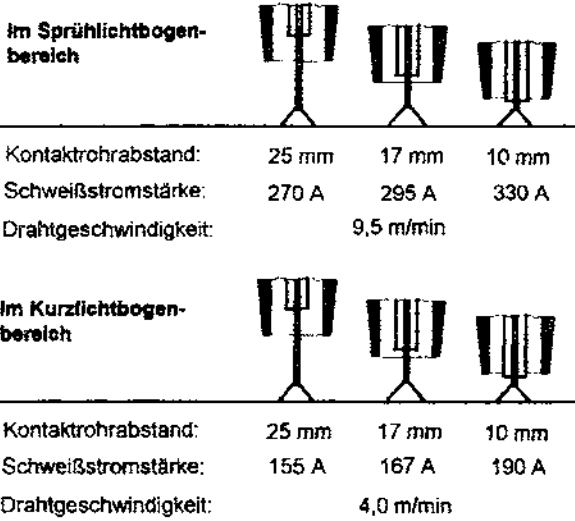 Im Sprühlichtbogen-
bereich
Kontaktrohrabstand: 25 mm 17 mm 10 mm
Schweißstromstärke: 270 A 295 A 330 A
Drahtgeschwindigkeit: 9,5 m/min
Im Kurzlichtbogen-
bereich
Kontaktrohrabstand: 25 mm 17 mm 10 mm
Schweißstromstärke: 155 A 167 A 190 A
Drahtgeschwindigkeit: 4,0 m/min